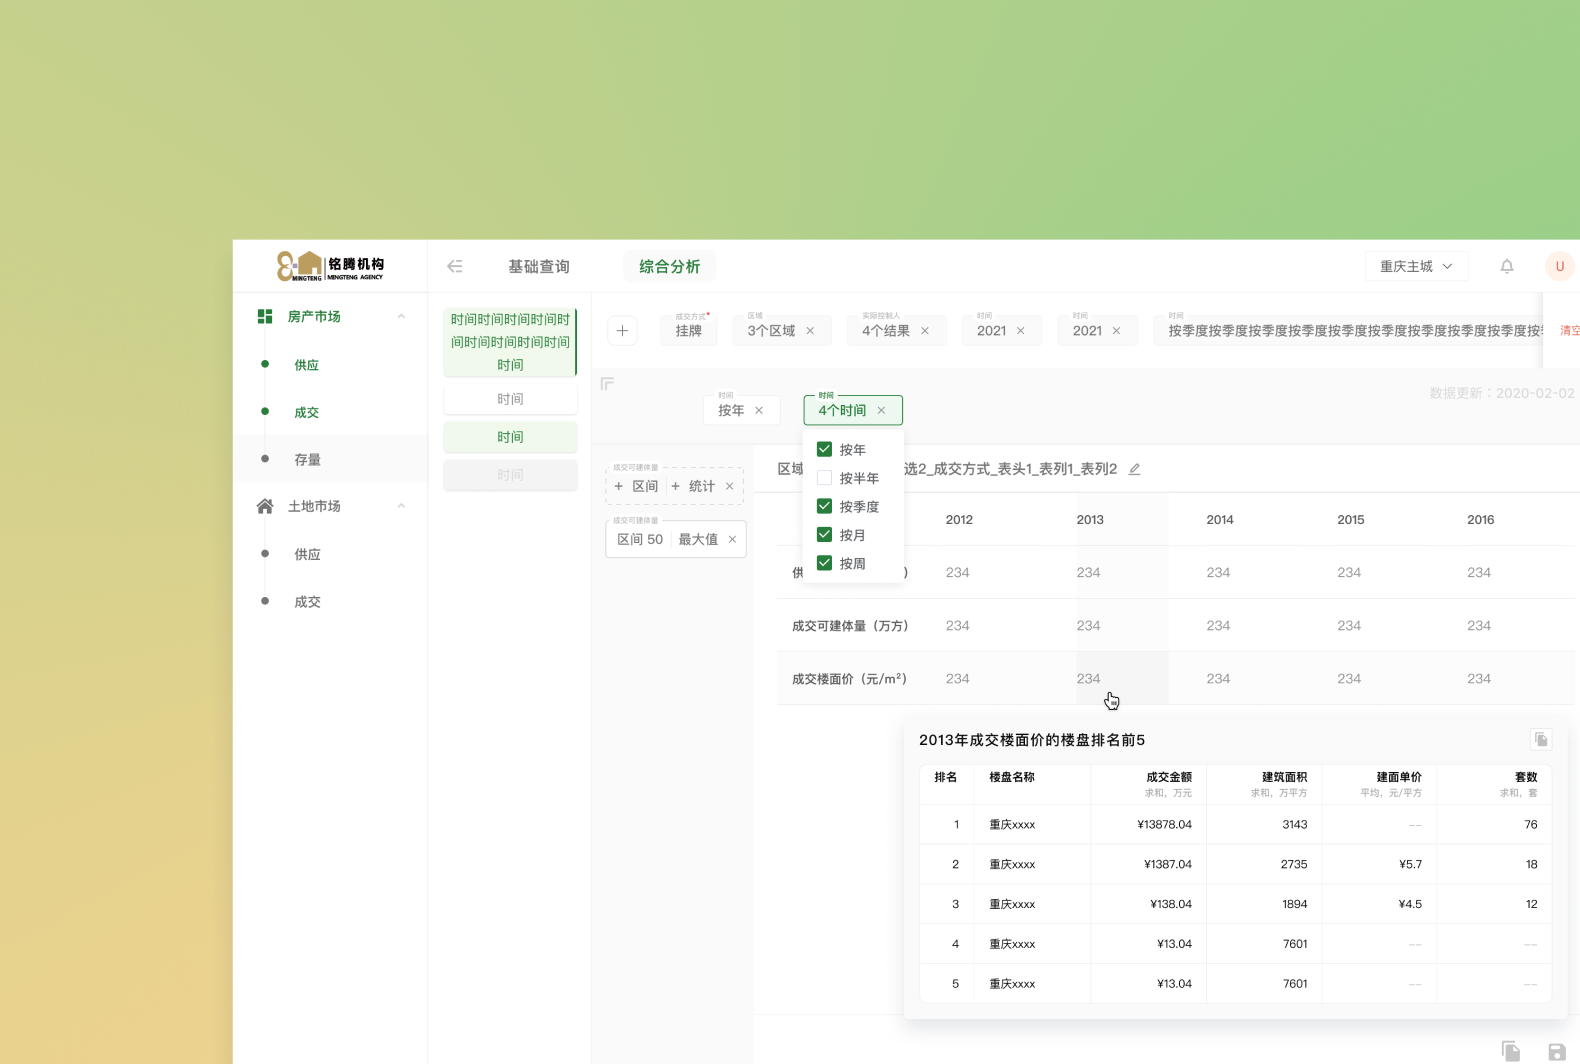 铭腾机构
MINGTENG
MINGTENG AGENCY
基础查询
综合分析
重庆主城
U
房产市场
供应
成交
存量
土地市场
供应
成交
时间时间时间时间时
间时间时间时间时间
时间
时间
时间
时间
成交方式*
挂牌
区域
3个区域
实际控制人
4个结果
时间
2021
时间
2021
时间
按季度按季度按季度按季度按季度按季度按季度按季度按季度按
清空
时间
按年
时间
4个时间
数据更新：2020-02-02
按年
按半年
按季度
按月
按周
成交可建体量
+ 区间 + 统计
成交可建体量
区间 50 最大值
区域
选2_成交方式_表头1_表列1_表列2
2012 2013 2014 2015 2016
供 ) 234 234 234 234 234
成交可建体量（万方） 234 234 234 234 234
成交楼面价（元/m²） 234 234 234 234 234
2013年成交楼面价的楼盘排名前5
排名 楼盘名称 成交金额 建筑面积 建面单价 套数
求和，万元 求和，万平方 平均，元/平方 求和，套
1 重庆xxxx ¥13878.04 3143 -- 76
2 重庆xxxx ¥1387.04 2735 ¥5.7 18
3 重庆xxxx ¥138.04 1894 ¥4.5 12
4 重庆xxxx ¥13.04 7601 -- --
5 重庆xxxx ¥13.04 7601 -- --